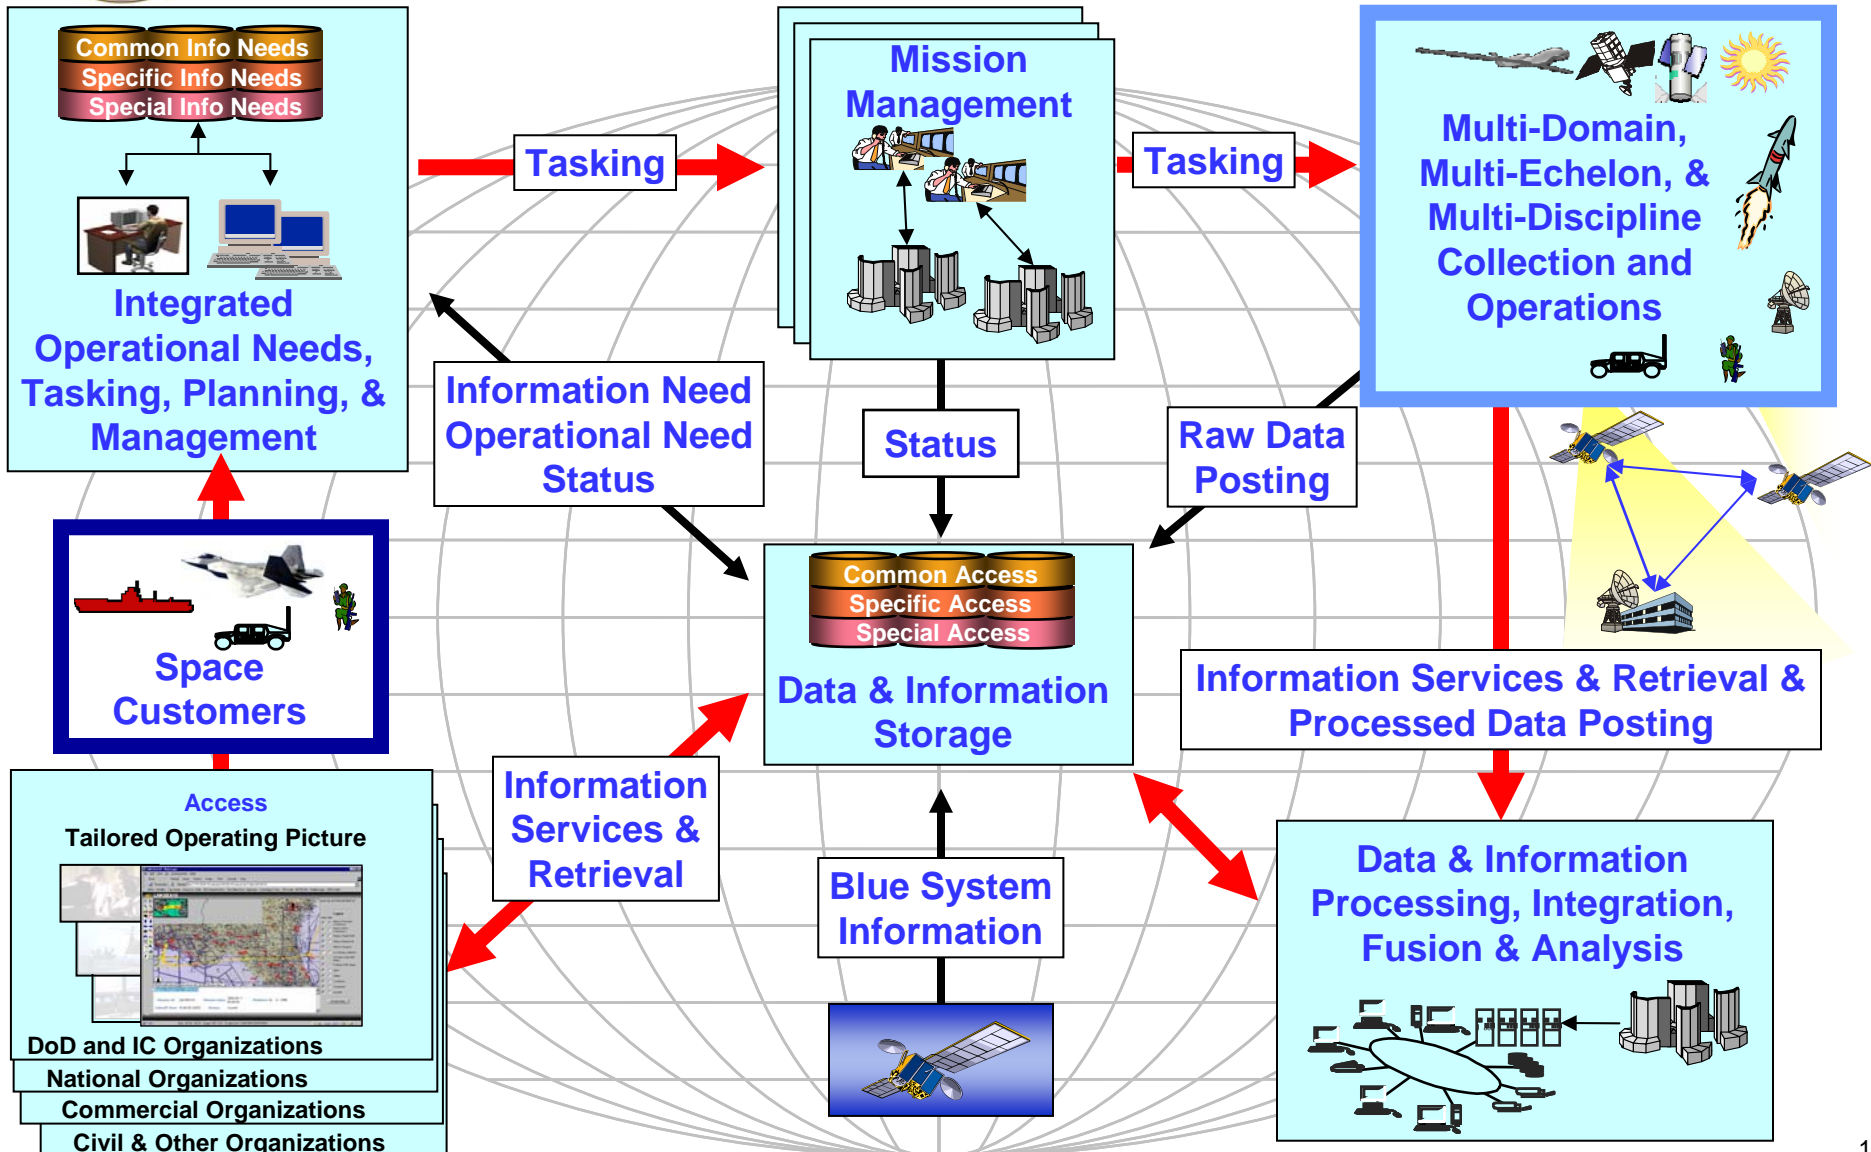 Common Info Needs
Specific Info Needs
Special Info Needs
Integrated
Operational Needs,
Tasking, Planning, &
Management
Tasking
Mission
Management
Tasking
Multi-Domain,
Multi-Echelon, &
Multi-Discipline
Collection and
Operations
Information Need
Operational Need
Status
Status
Raw Data
Posting
Space
Customers
Common Access
Specific Access
Special Access
Data & Information
Storage
Information Services & Retrieval &
Processed Data Posting
Access
Tailored Operating Picture
DoD and IC Organizations
National Organizations
Commercial Organizations
Civil & Other Organizations
Information
Services &
Retrieval
Blue System
Information
Data & Information
Processing, Integration,
Fusion & Analysis
1